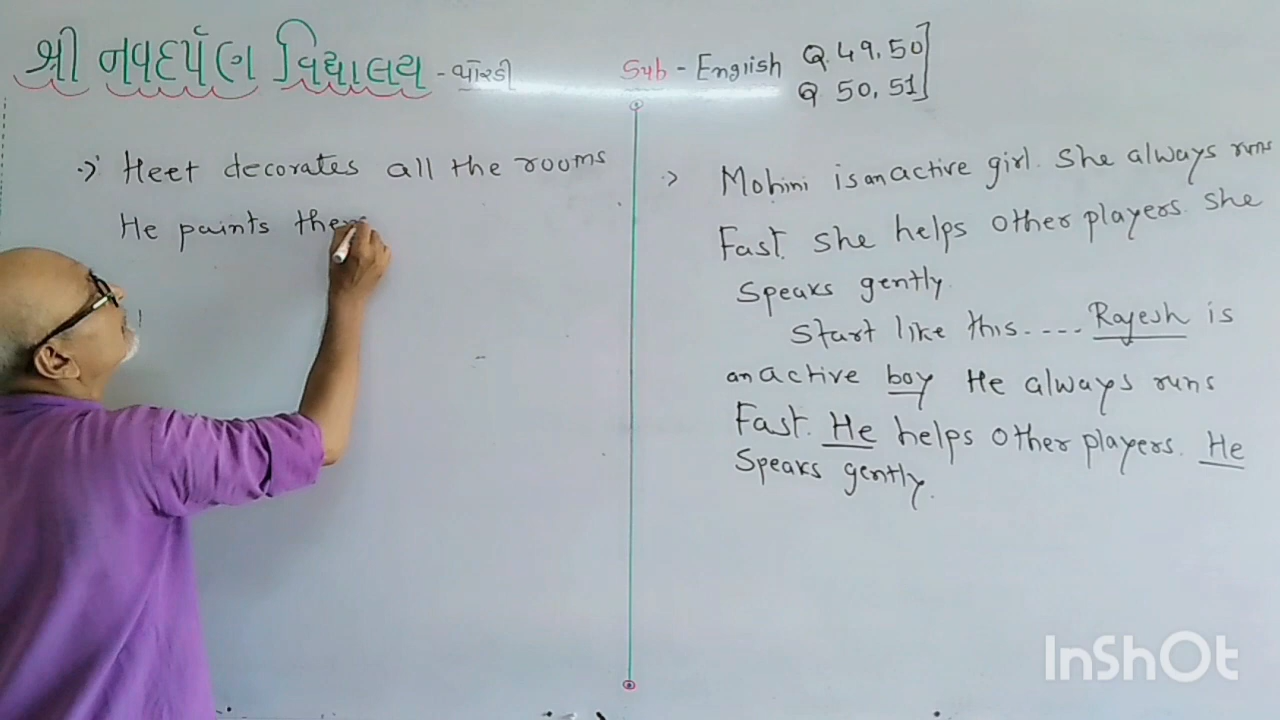 શ્રી નવદર્પણ વિદ્યાલય - વોરડી
Sub - English Q. 49, 50
Q 50, 51
Heet decorates all the rooms
He paints them
Mohini is an active girl. She always runs
Fast. She helps other players. She
Speaks gently.
Start like this.... Rajesh is
an active boy He always runs
Fast. He helps other players. He
Speaks gently.
InShOt